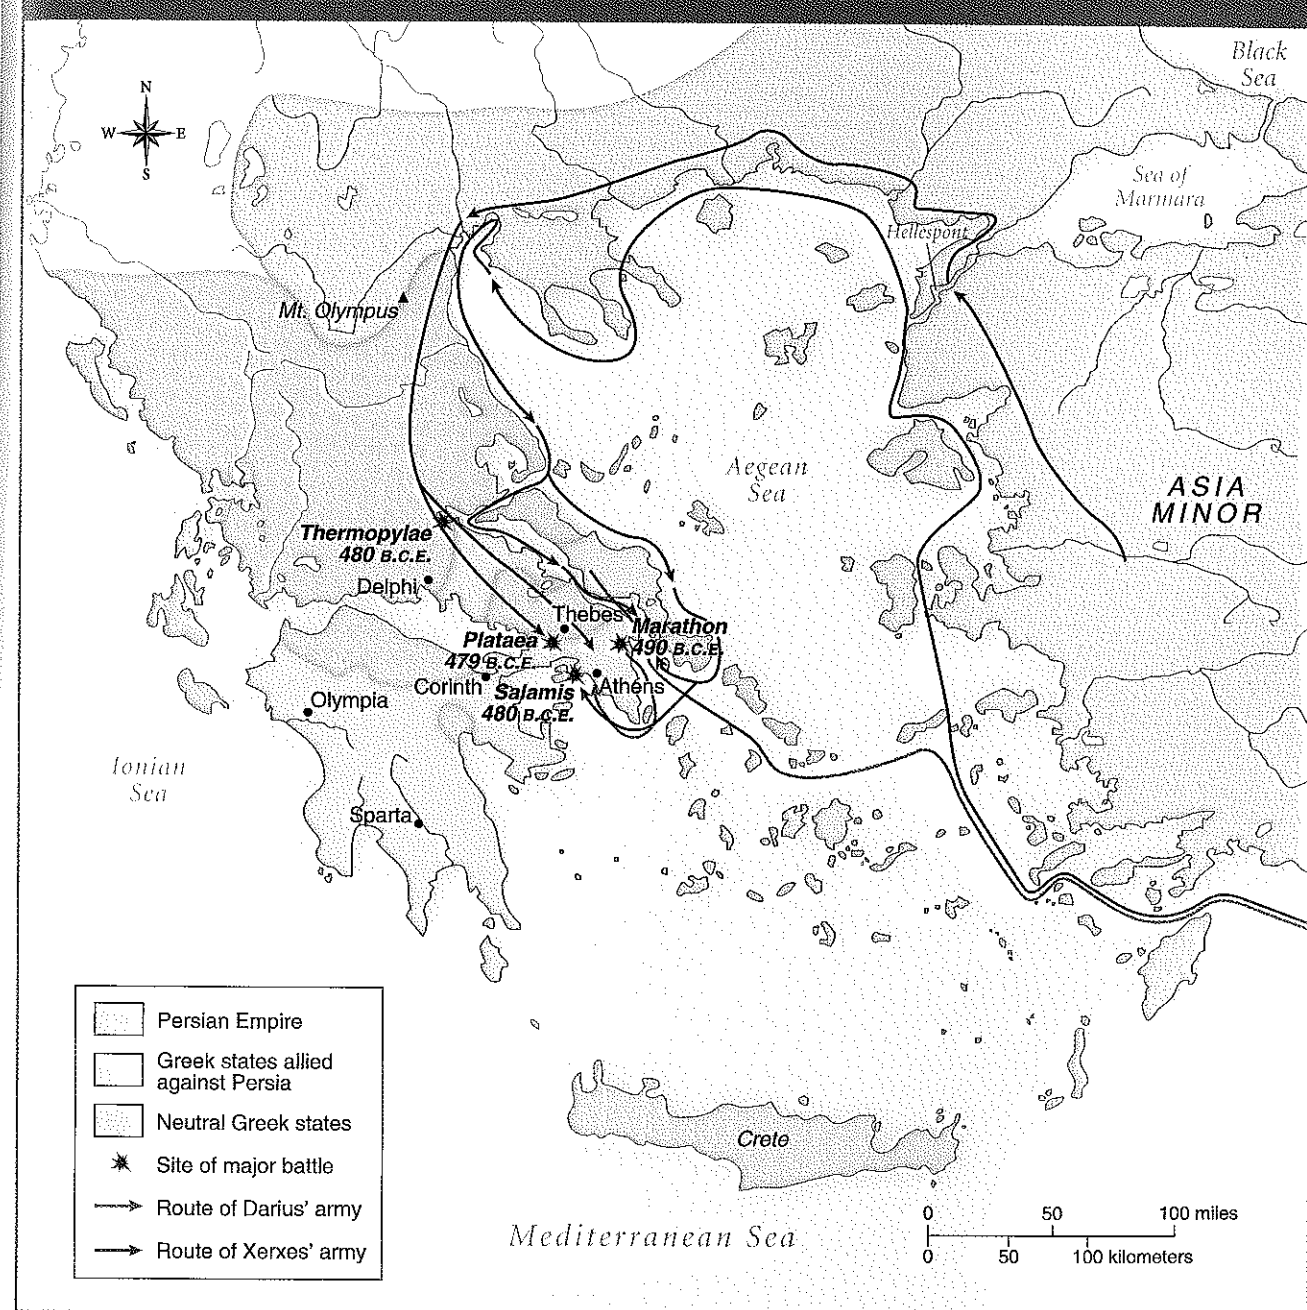 Black
Sea
N
W
E
S
Sea of
Marmara
Hellespont
Mt. Olympus
Aegean
Sea
ASIA
MINOR
Thermopylae
480 B.C.E.
Delphi
Thebes
Marathon
490 B.C.E.
Plataea
479 B.C.E.
Corinth
Salamis
480 B.C.E.
Athens
Olympia
Ionian
Sea
Sparta
Persian Empire
Greek states allied
against Persia
Neutral Greek states
Site of major battle
Route of Darius' army
Route of Xerxes' army
Crete
Mediterranean Sea
0 50 100 miles
0 50 100 kilometers